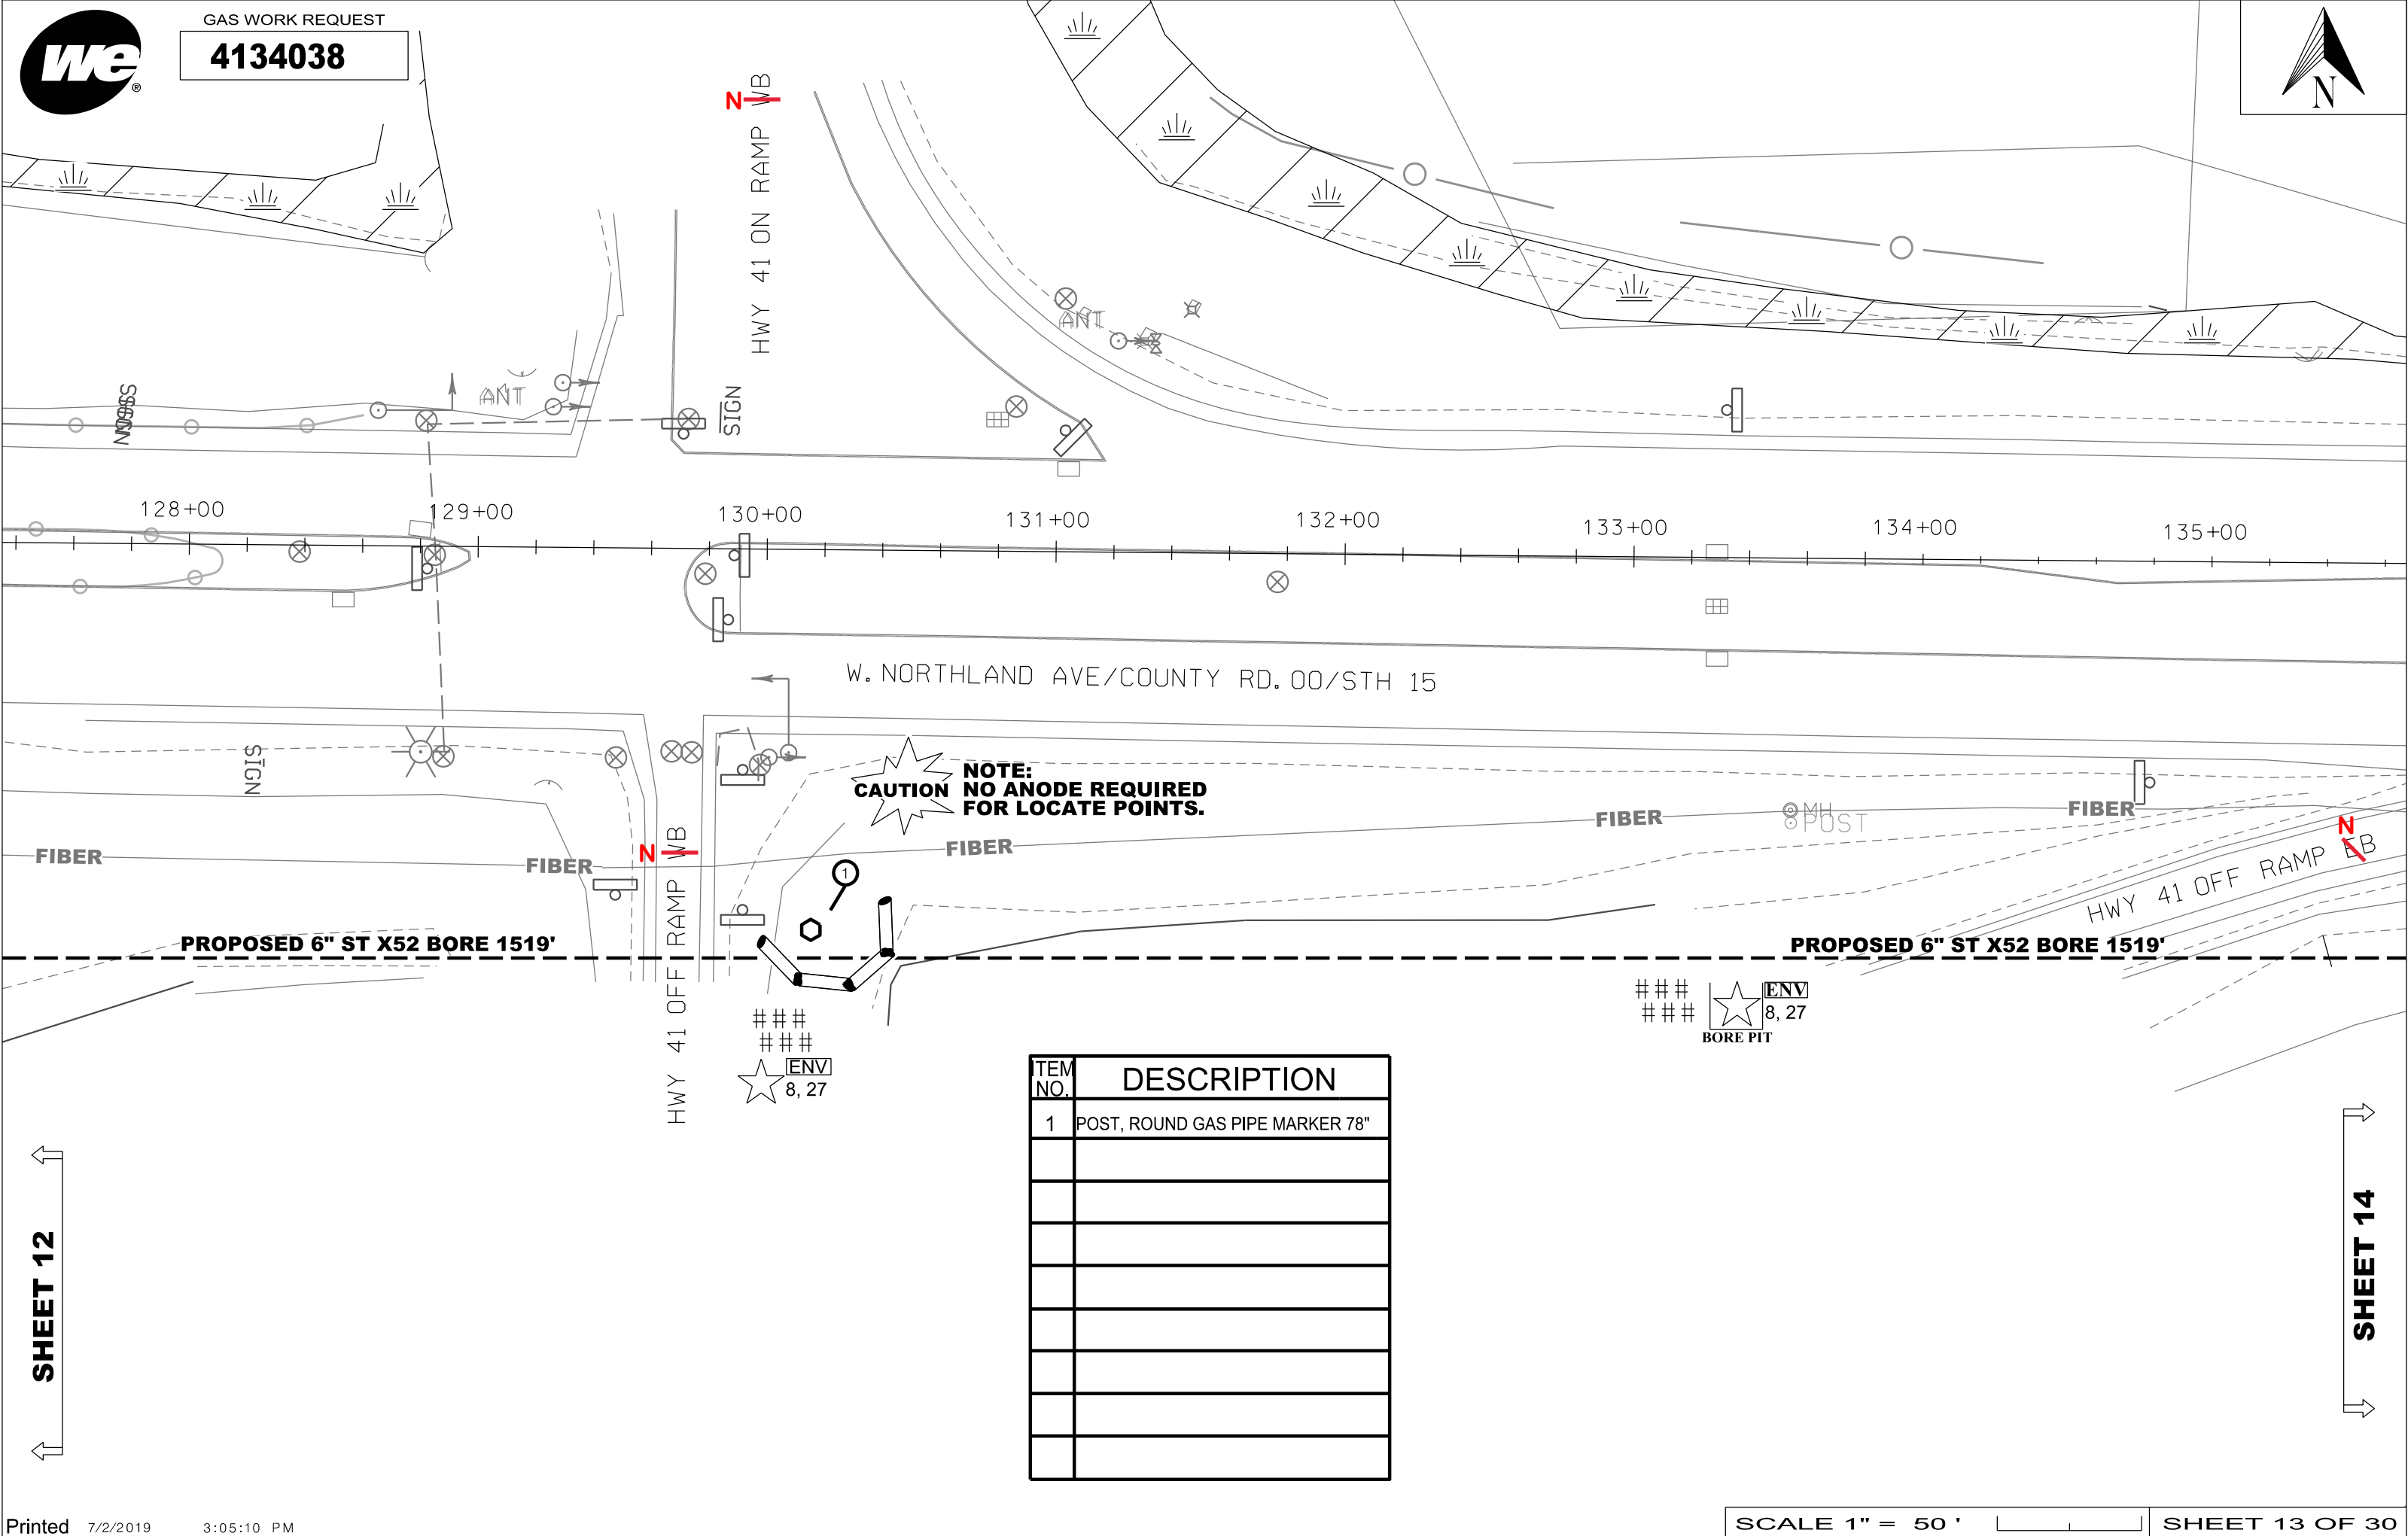 we®
GAS WORK REQUEST
4134038
N
HWY 41 ON RAMP WB
N
ANT
ANT
SIGN
128+00
129+00
130+00
131+00
132+00
133+00
134+00
135+00
W. NORTHLAND AVE/COUNTY RD. OO/STH 15
SIGN
CAUTION
NOTE:
NO ANODE REQUIRED
FOR LOCATE POINTS.
FIBER
FIBER
FIBER
FIBER
FIBER
MH
POST
N
HWY 41 OFF RAMP WB
N
HWY 41 OFF RAMP EB
1
PROPOSED 6" ST X52 BORE 1519'
PROPOSED 6" ST X52 BORE 1519'
# # #
# # #
ENV
8, 27
# # #
# # #
ENV
8, 27
BORE PIT
ITEM NO.
DESCRIPTION
1
POST, ROUND GAS PIPE MARKER 78"
SHEET 12
SHEET 14
Printed 7/2/2019 3:05:10 PM
SCALE 1" = 50 '
SHEET 13 OF 30